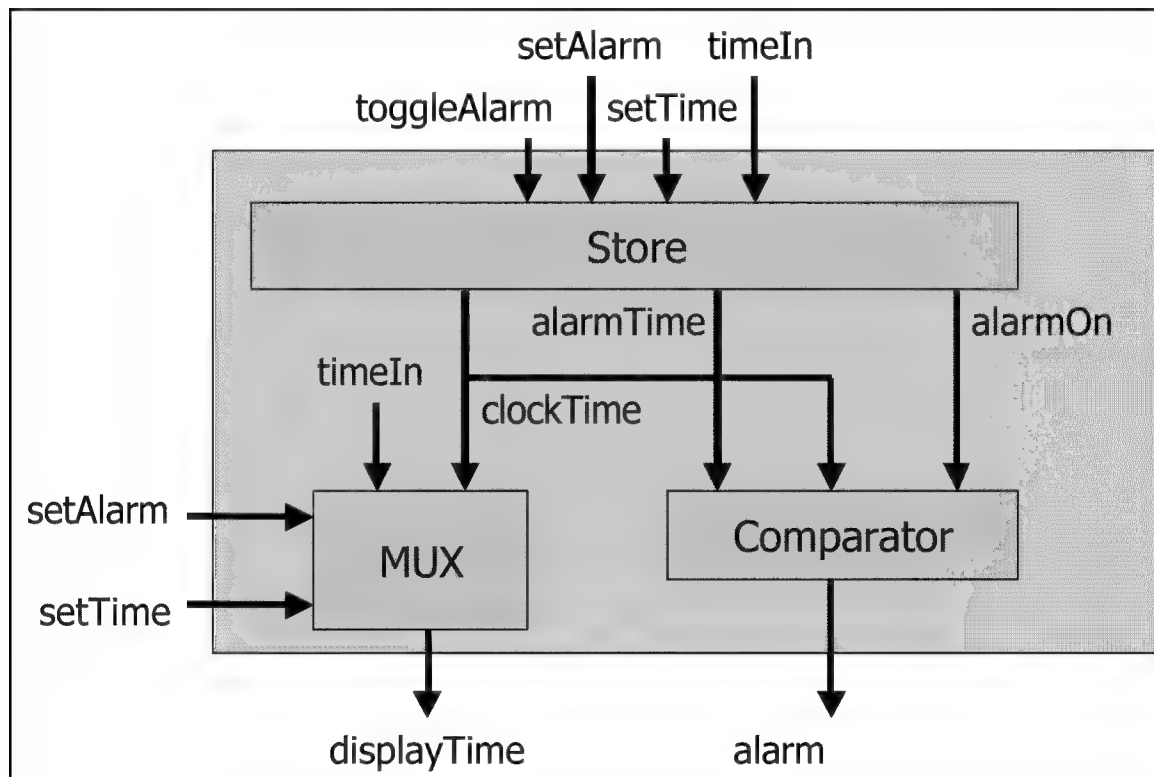 setAlarm timeIn
toggleAlarm setTime
Store
alarmTime alarmOn
timeIn
clockTime
setAlarm
Comparator
MUX
setTime
displayTime alarm